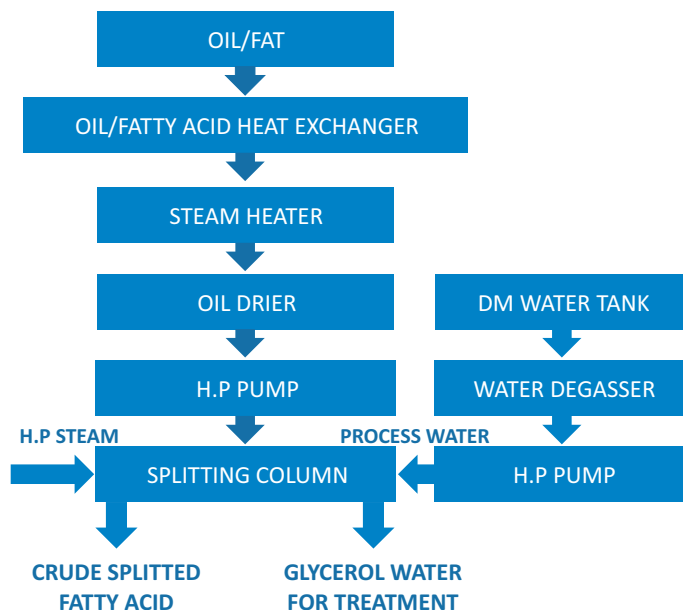 OIL/FAT
OIL/FATTY ACID HEAT EXCHANGER
STEAM HEATER
OIL DRIER
DM WATER TANK
H.P PUMP
WATER DEGASSER
H.P STEAM
PROCESS WATER
SPLITTING COLUMN
H.P PUMP
CRUDE SPLITTED
FATTY ACID
GLYCEROL WATER
FOR TREATMENT